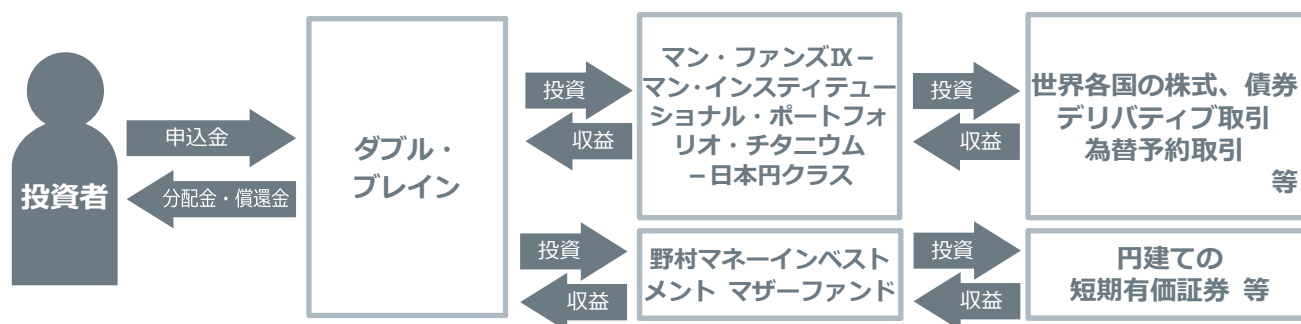 投資者
申込金
分配金・償還金
ダブル・
ブレイン
投資
収益
マン・ファンズⅨ－
マン・インスティテュー
ショナル・ポートフォ
リオ・チタニウム
－日本円クラス
投資
収益
世界各国の株式、債券
デリバティブ取引
為替予約取引
等
投資
収益
野村マネーインベスト
メント マザーファンド
投資
収益
円建ての
短期有価証券 等